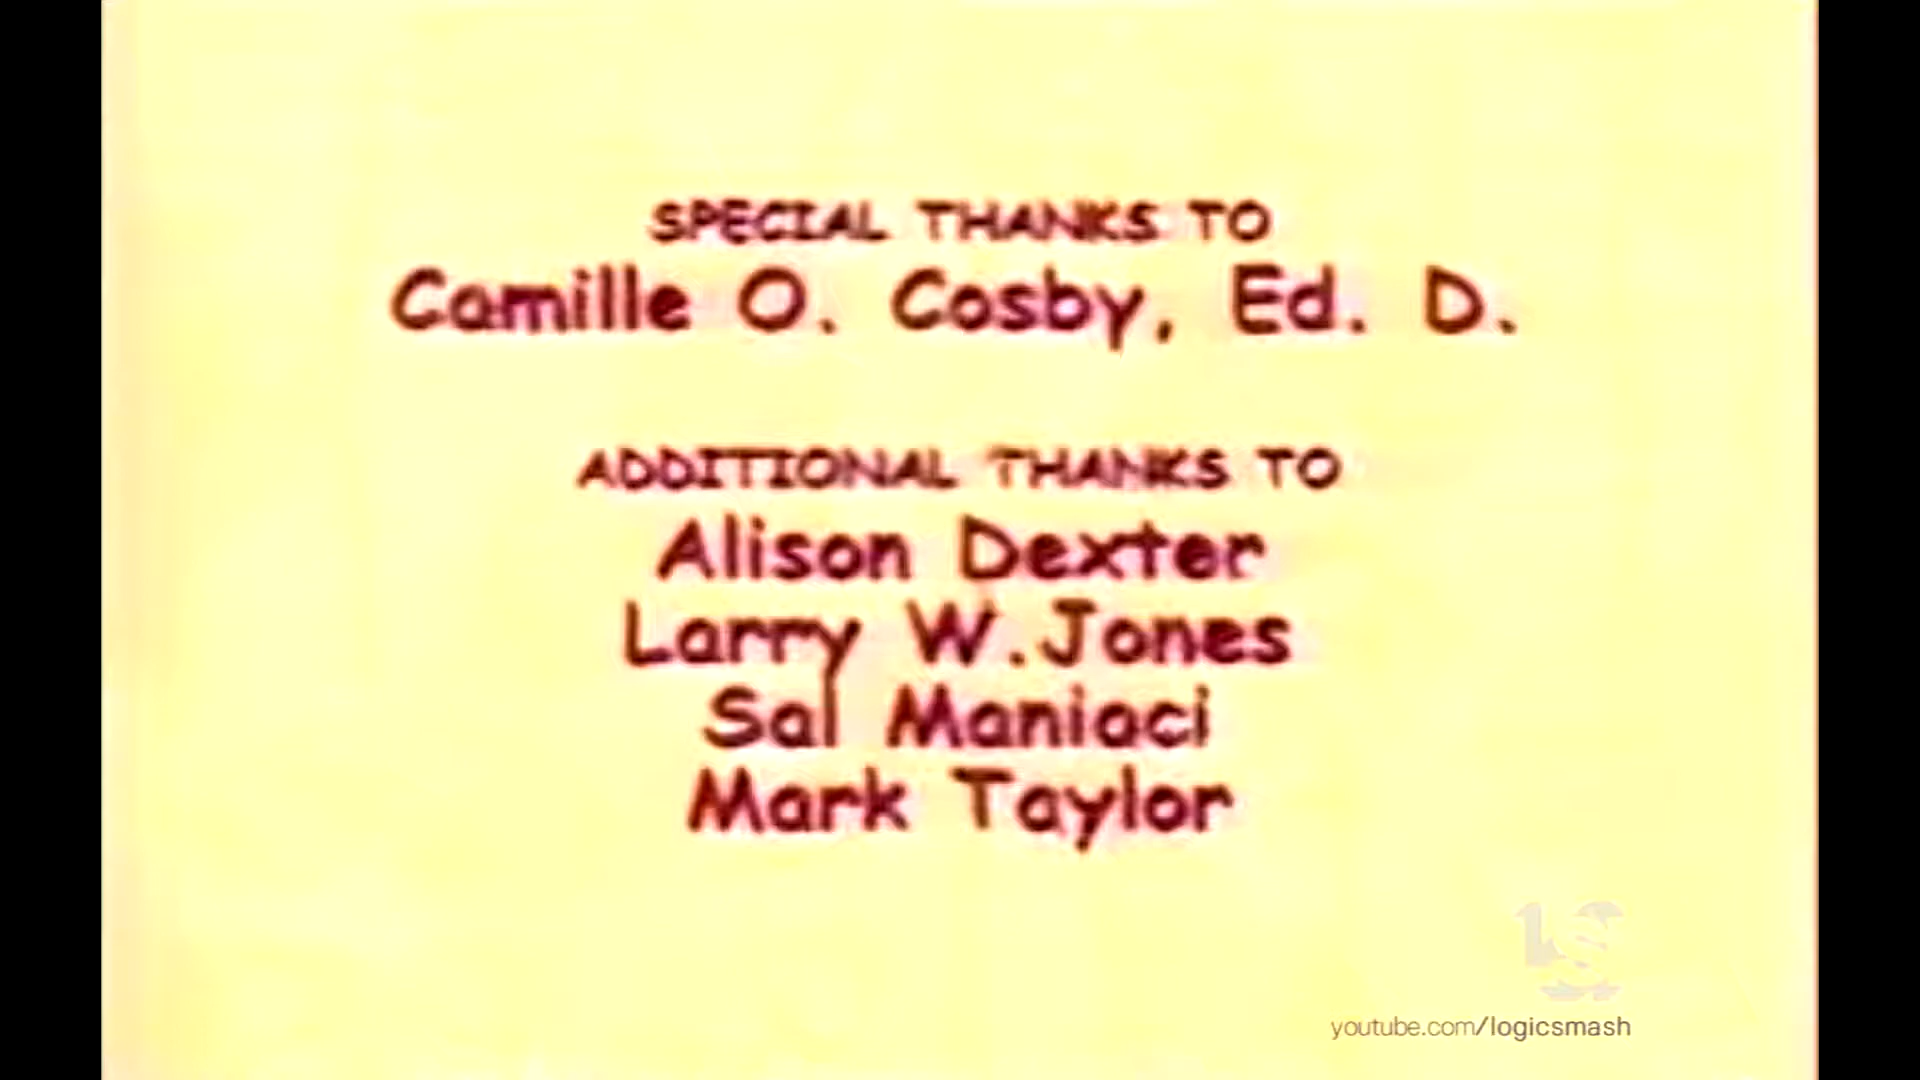 SPECIAL THANKS TO
Camille O. Cosby, Ed. D.
ADDITIONAL THANKS TO
Alison Dexter
Larry W.Jones
Sal Maniaci
Mark Taylor
LS
youtube.com/logicsmash